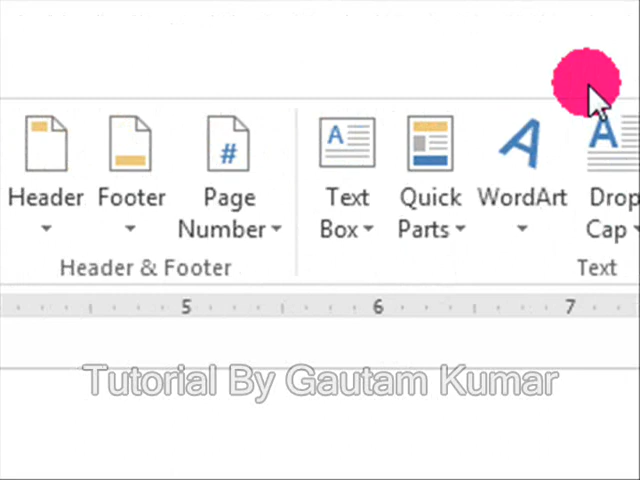 Header Footer Page Number
Text Box Quick Parts WordArt Drop Cap
Header & Footer Text
5 6 7
Tutorial By Gautam Kumar